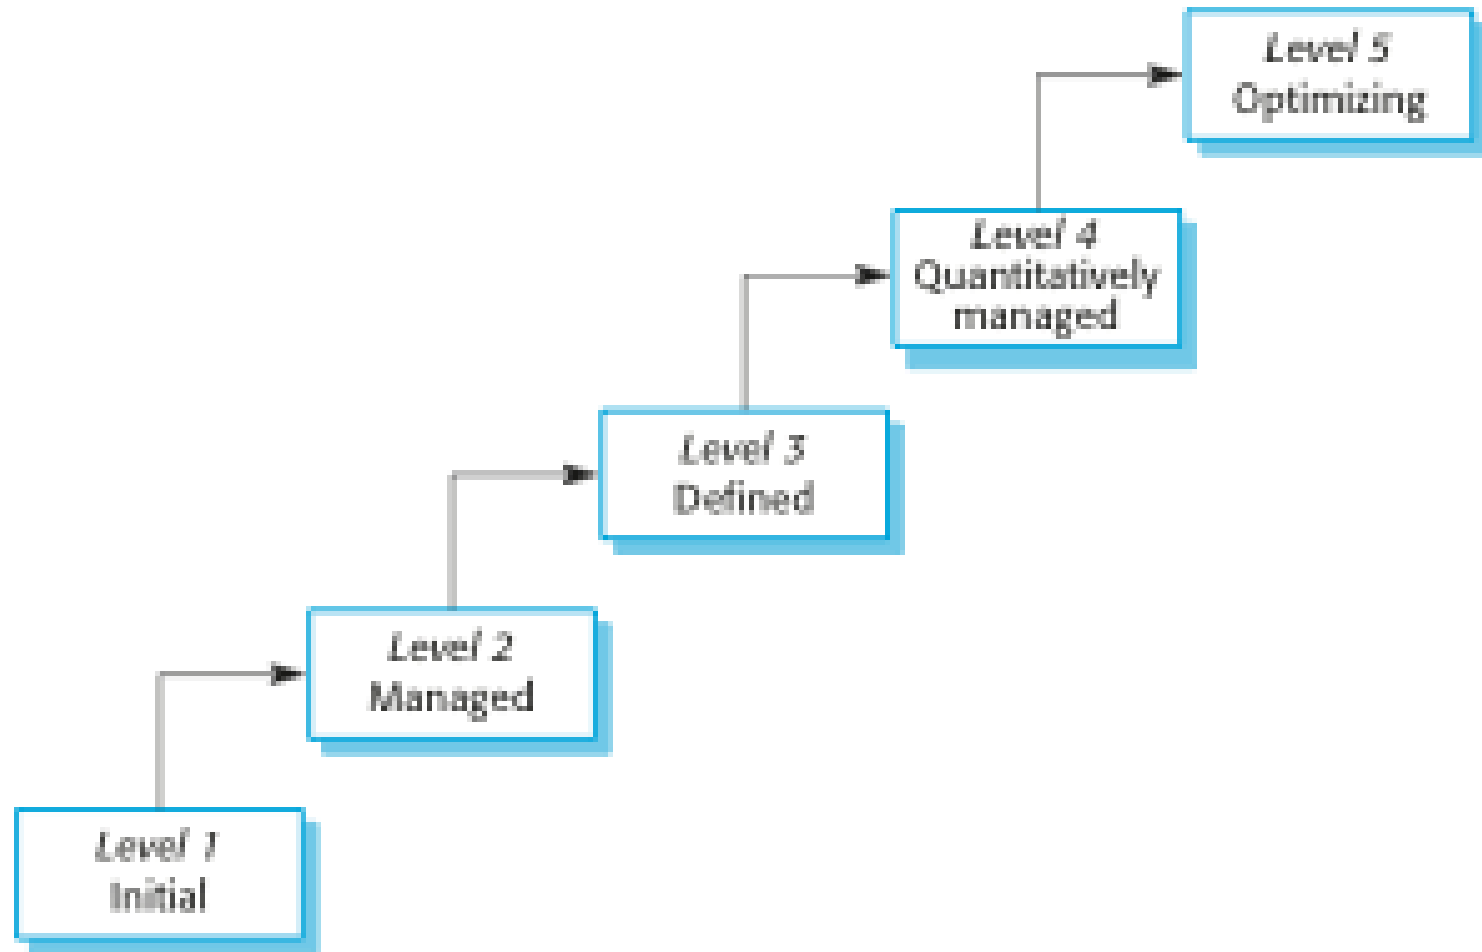 Level 5
Optimizing
Level 4
Quantitatively
managed
Level 3
Defined
Level 2
Managed
Level 1
Initial